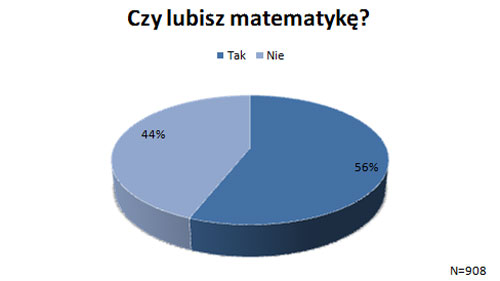 Czy lubisz matematykę?
Tak Nie
44%
56%
N=908